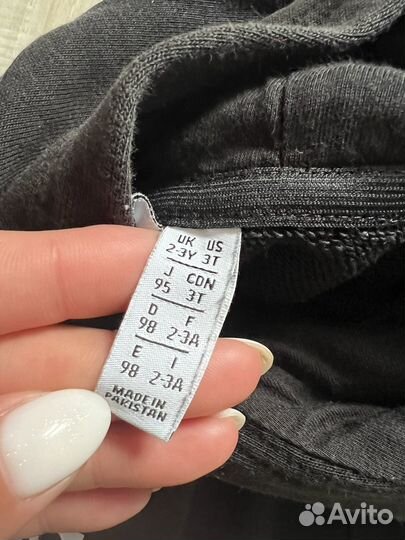 UK US
2-3Y 3T
J CDN
95 3T
D F
98 2-3A
E I
98 2-3A
MADE IN
PAKISTAN
Avito